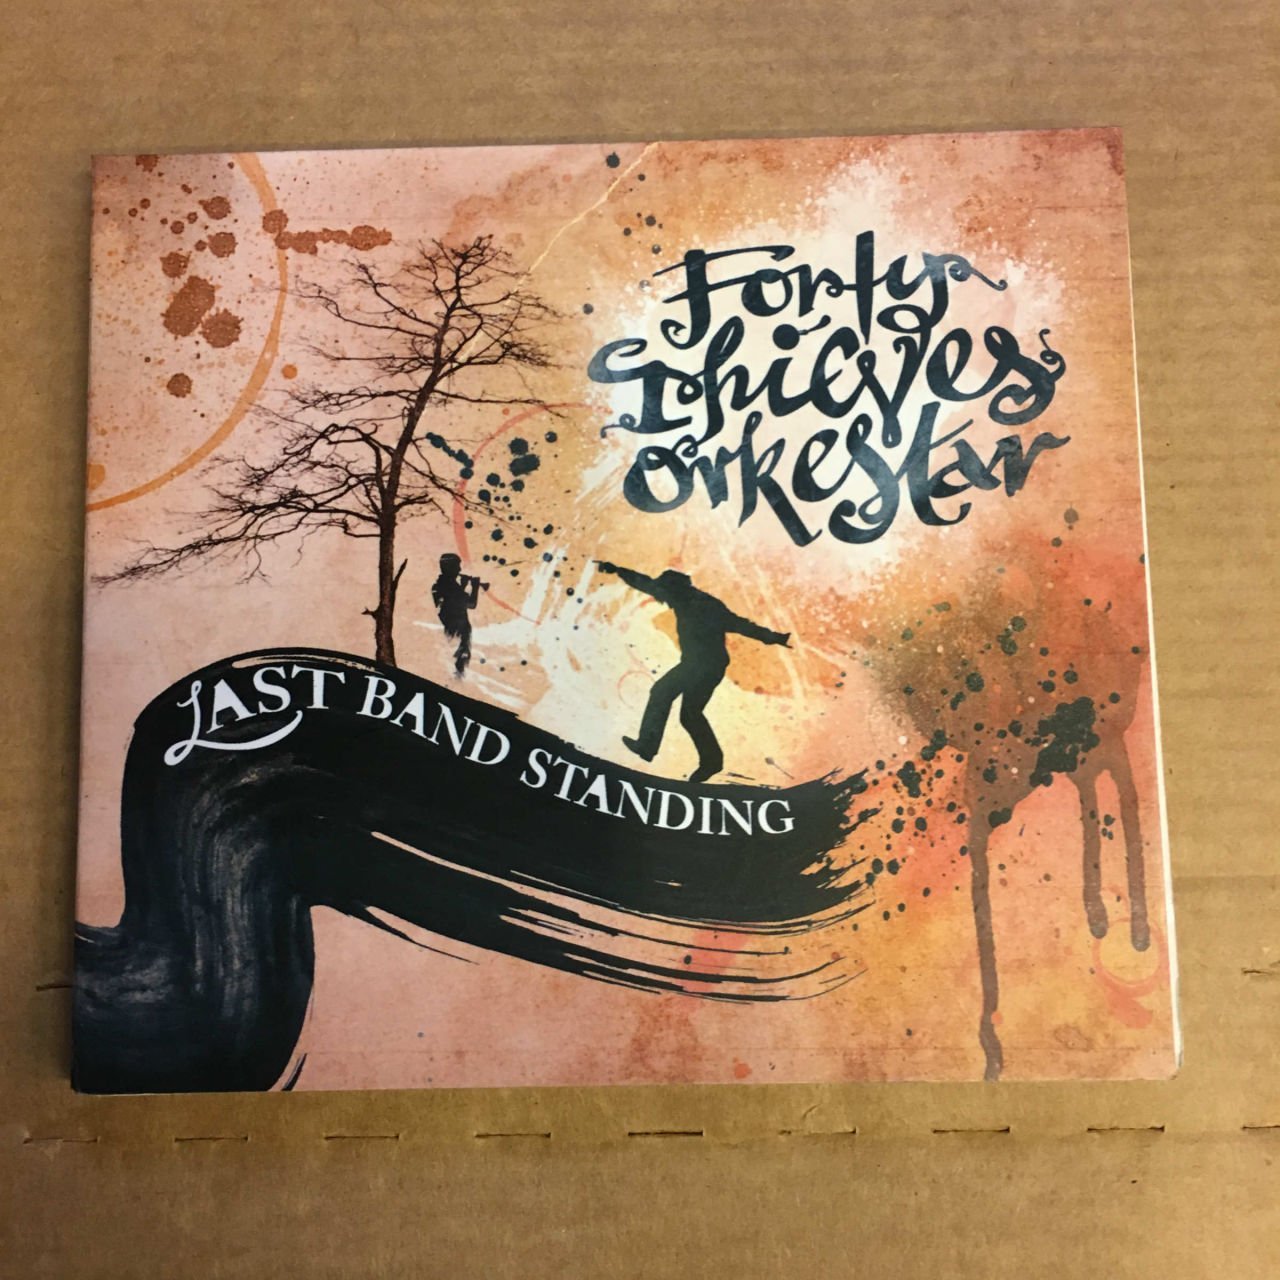 Forty
Thieves
Orkestar
LAST BAND STANDING